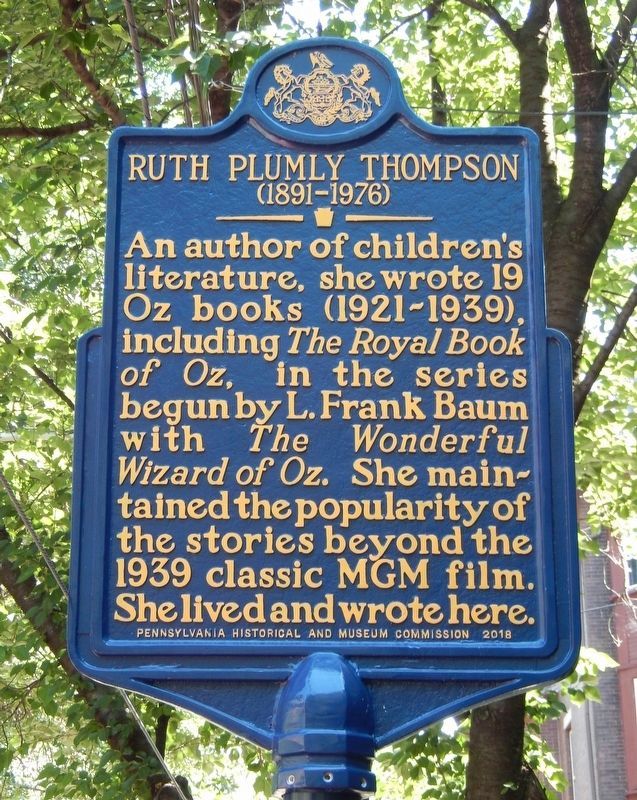 RUTH PLUMLY THOMPSON
(1891-1976)
An author of children's
literature, she wrote 19
Oz books (1921~1939),
including The Royal Book
of Oz, in the series
begun by L. Frank Baum
with The Wonderful
Wizard of Oz. She main~
tained the popularity of
the stories beyond the
1939 classic MGM film.
She lived and wrote here.
PENNSYLVANIA HISTORICAL AND MUSEUM COMMISSION 2018